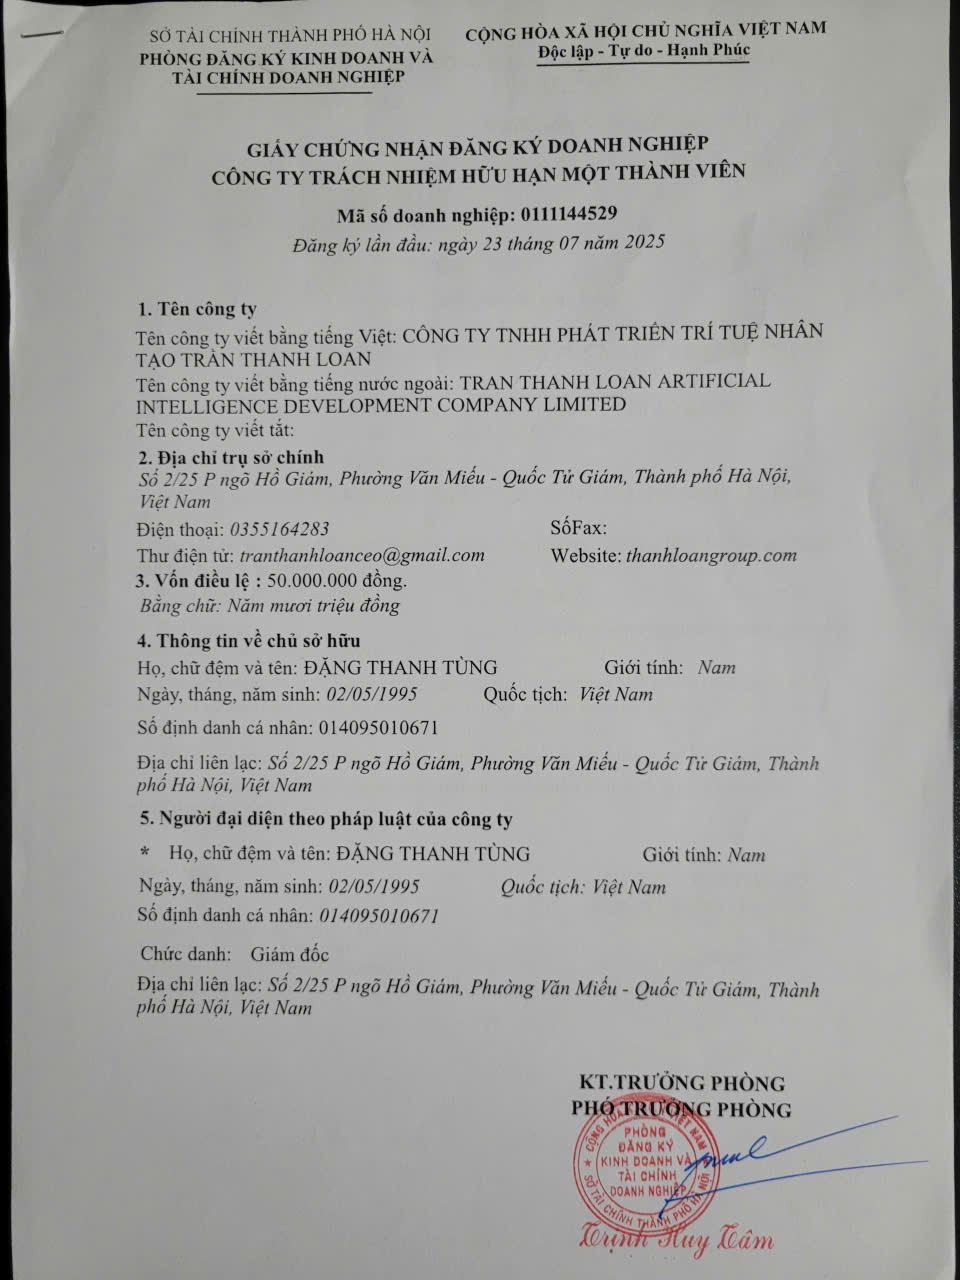 SỞ TÀI CHÍNH THÀNH PHỐ HÀ NỘI
PHÒNG ĐĂNG KÝ KINH DOANH VÀ
TÀI CHÍNH DOANH NGHIỆP
CỘNG HÒA XÃ HỘI CHỦ NGHĨA VIỆT NAM
Độc lập - Tự do - Hạnh Phúc
GIẤY CHỨNG NHẬN ĐĂNG KÝ DOANH NGHIỆP
CÔNG TY TRÁCH NHIỆM HỮU HẠN MỘT THÀNH VIÊN
Mã số doanh nghiệp: 0111144529
Đăng ký lần đầu: ngày 23 tháng 07 năm 2025
1. Tên công ty
Tên công ty viết bằng tiếng Việt: CÔNG TY TNHH PHÁT TRIỂN TRÍ TUỆ NHÂN
TẠO TRẦN THANH LOAN
Tên công ty viết bằng tiếng nước ngoài: TRAN THANH LOAN ARTIFICIAL
INTELLIGENCE DEVELOPMENT COMPANY LIMITED
Tên công ty viết tắt:
2. Địa chỉ trụ sở chính
Số 2/25 P ngõ Hồ Giám, Phường Văn Miếu - Quốc Tử Giám, Thành phố Hà Nội,
Việt Nam
Điện thoại: 0355164283 SốFax:
Thư điện tử: tranthanhloanceo@gmail.com Website: thanhloangroup.com
3. Vốn điều lệ : 50.000.000 đồng.
Bằng chữ: Năm mươi triệu đồng
4. Thông tin về chủ sở hữu
Họ, chữ đệm và tên: ĐẶNG THANH TÙNG Giới tính: Nam
Ngày, tháng, năm sinh: 02/05/1995 Quốc tịch: Việt Nam
Số định danh cá nhân: 014095010671
Địa chỉ liên lạc: Số 2/25 P ngõ Hồ Giám, Phường Văn Miếu - Quốc Tử Giám, Thành
phố Hà Nội, Việt Nam
5. Người đại diện theo pháp luật của công ty
* Họ, chữ đệm và tên: ĐẶNG THANH TÙNG Giới tính: Nam
Ngày, tháng, năm sinh: 02/05/1995 Quốc tịch: Việt Nam
Số định danh cá nhân: 014095010671
Chức danh: Giám đốc
Địa chỉ liên lạc: Số 2/25 P ngõ Hồ Giám, Phường Văn Miếu - Quốc Tử Giám, Thành
phố Hà Nội, Việt Nam
KT.TRƯỞNG PHÒNG
PHÓ TRƯỞNG PHÒNG
PHÒNG
ĐĂNG KÝ
KINH DOANH VÀ
TÀI CHÍNH
DOANH NGHIỆP
SỞ TÀI CHÍNH THÀNH PHỐ HÀ NỘI
Trịnh Huy Tâm